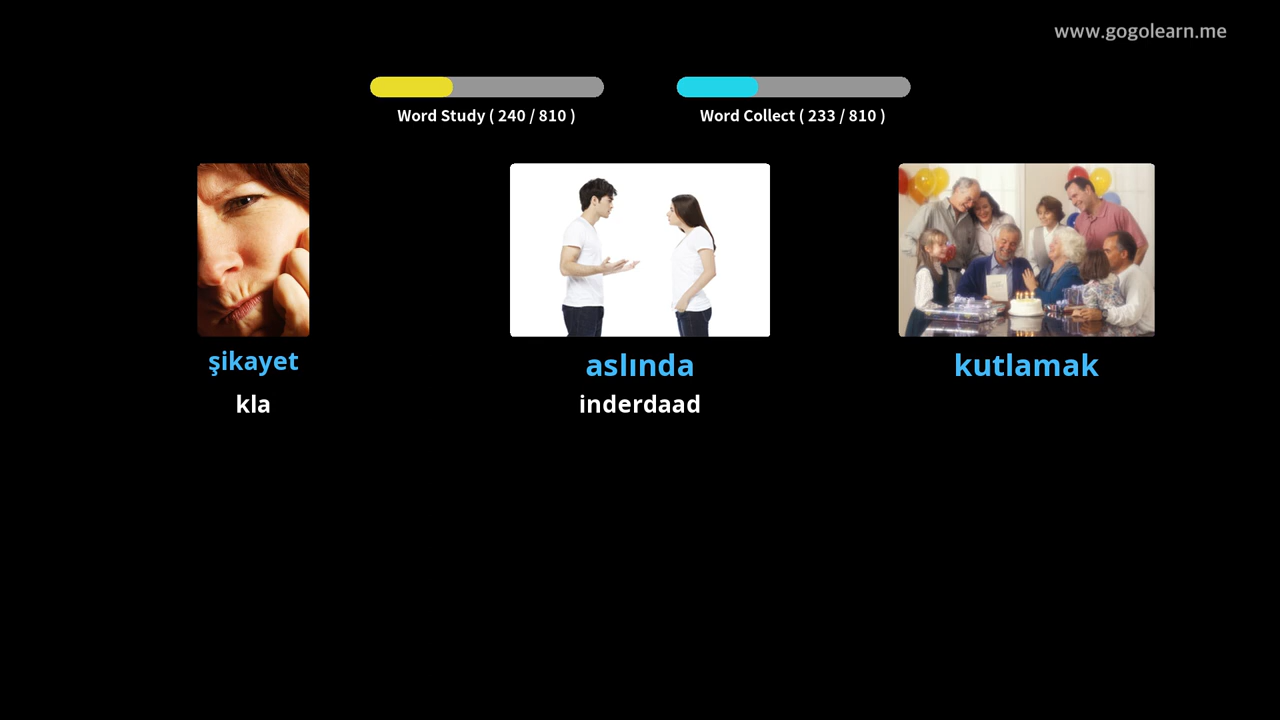 www.gogolearn.me
Word Study ( 240 / 810 )
Word Collect ( 233 / 810 )
şikayet
aslında
kutlamak
kla
inderdaad